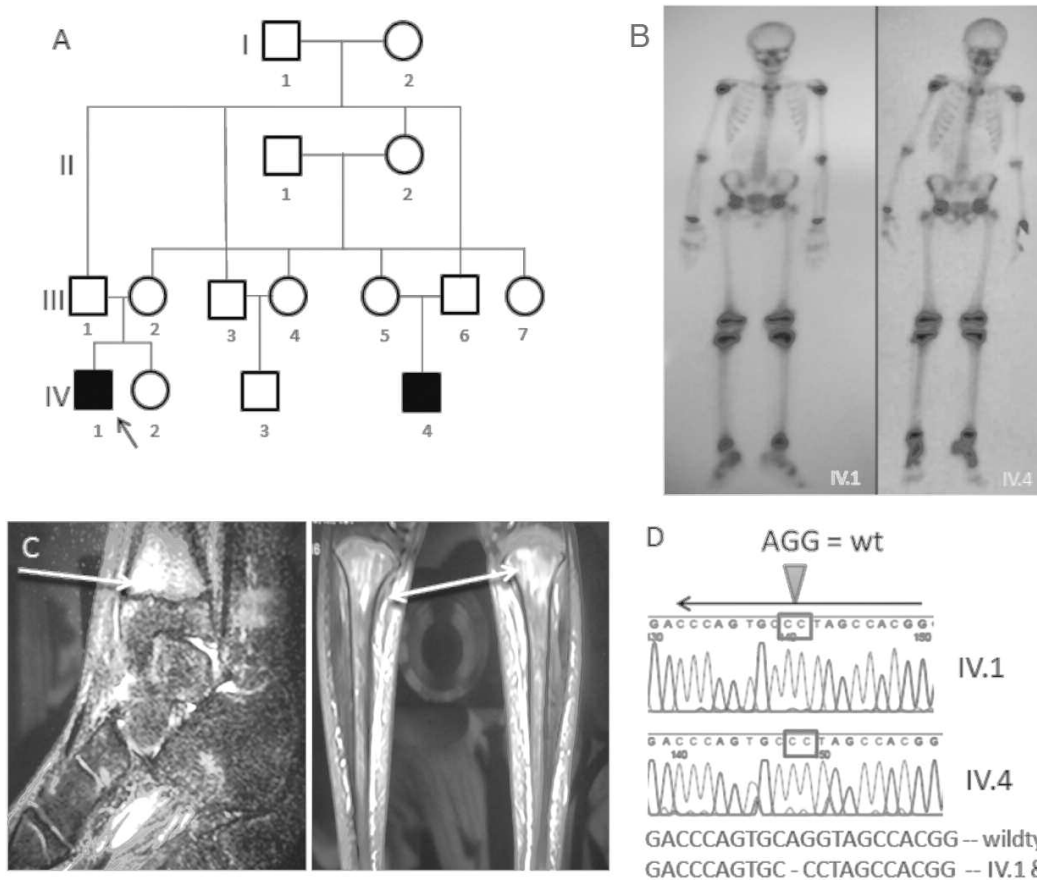 A
I
1 2
II
1 2
III
1 2 3 4 5 6 7
IV
1 2 3 4
B
IV.1
IV.4
C
D
AGG = wt
GACCCAGTGCCCTAGCCACGG
130 140 150
IV.1
GACCCAGTGCCCTAGCCACGG
140
IV.4
GACCCAGTGCAGGTAGCCACGG -- wildty
GACCCAGTGC - CCTAGCCACGG -- IV.1 &